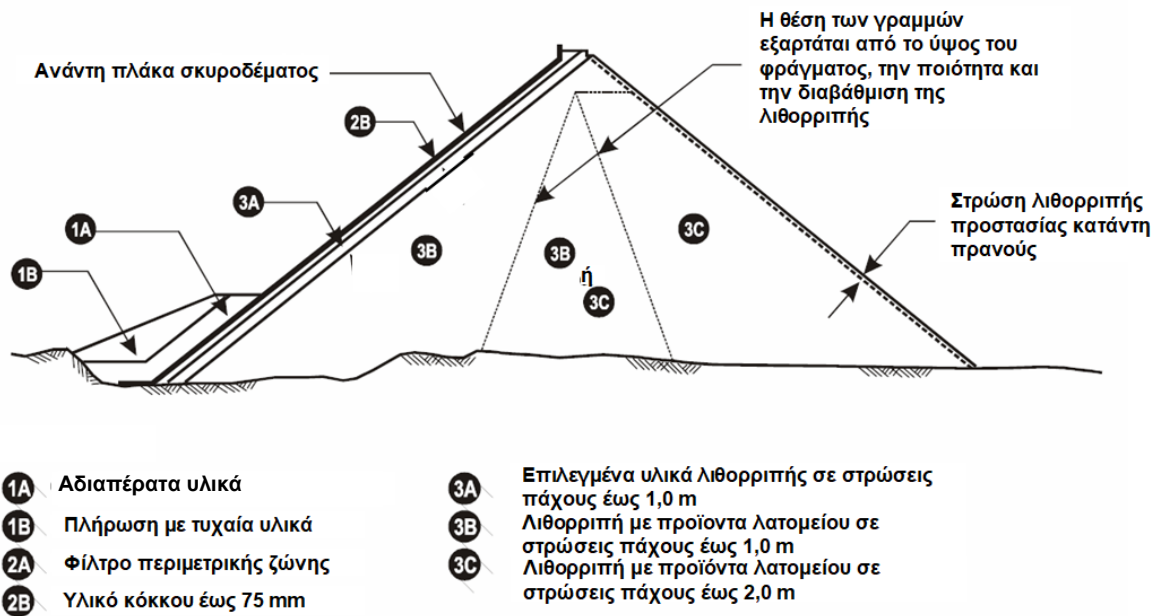 Η θέση των γραμμών
εξαρτάται από το ύψος του
φράγματος, την ποιότητα και
την διαβάθμιση της
λιθορριπής
Ανάντη πλάκα σκυροδέματος
2B
3A
1A
1B
3B
3B
ή
3C
3C
Στρώση λιθορριπής
προστασίας κατάντη
πρανούς
1A Αδιαπέρατα υλικά
1B Πλήρωση με τυχαία υλικά
2A Φίλτρο περιμετρικής ζώνης
2B Υλικό κόκκου έως 75 mm
3A Επιλεγμένα υλικά λιθορριπής σε στρώσεις
πάχους έως 1,0 m
3B Λιθορριπή με προϊοντα λατομείου σε
στρώσεις πάχους έως 1,0 m
3C Λιθορριπή με προϊόντα λατομείου σε
στρώσεις πάχους έως 2,0 m